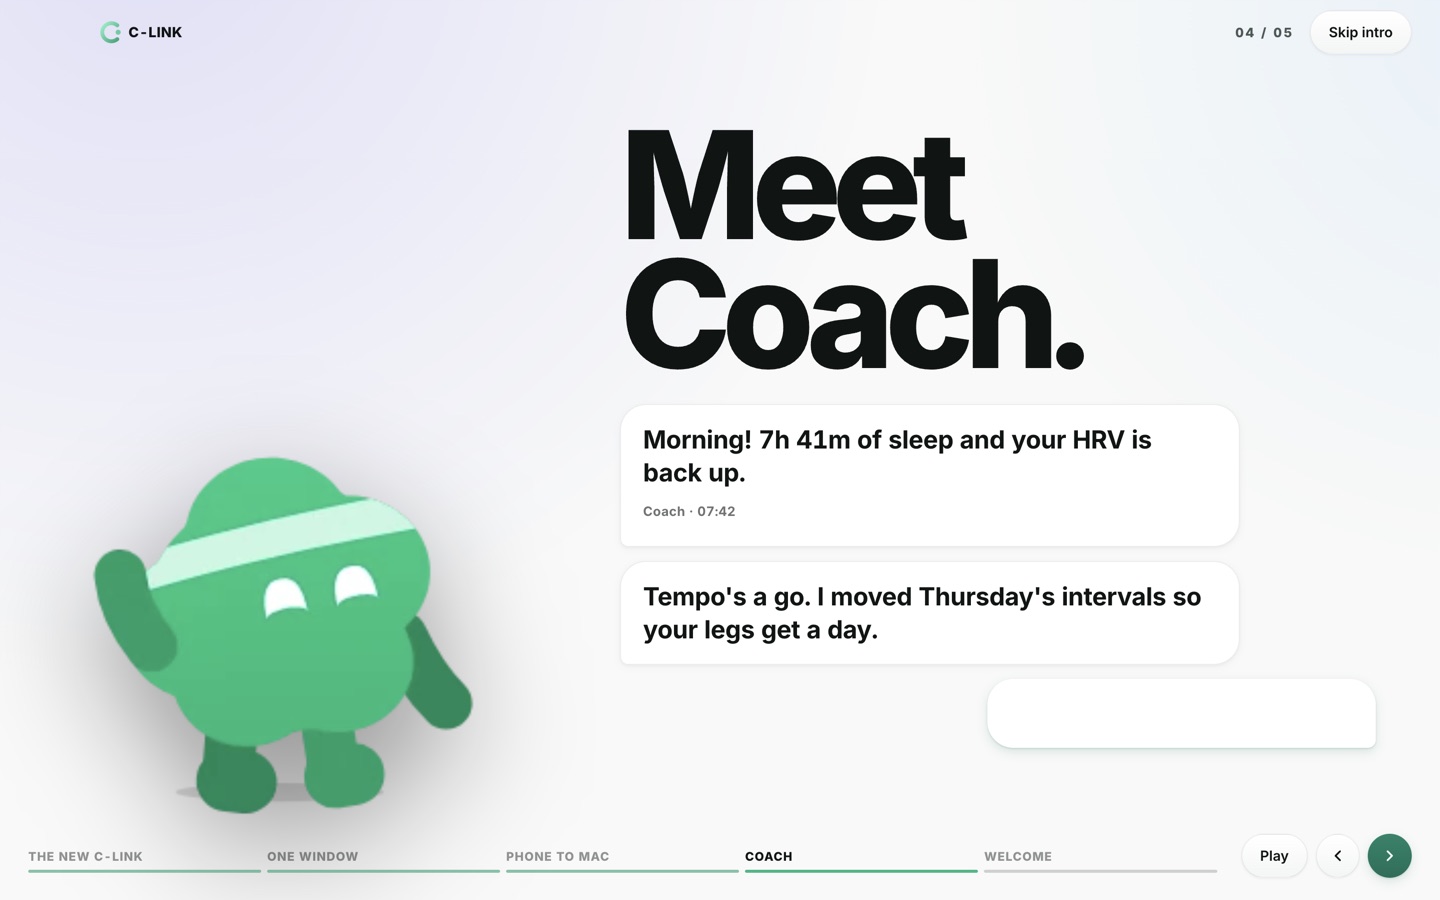 C-LINK
04 / 05
Skip intro
Meet
Coach.
Morning! 7h 41m of sleep and your HRV is
back up.
Coach · 07:42
Tempo's a go. I moved Thursday's intervals so
your legs get a day.
THE NEW C-LINK
ONE WINDOW
PHONE TO MAC
COACH
WELCOME
Play